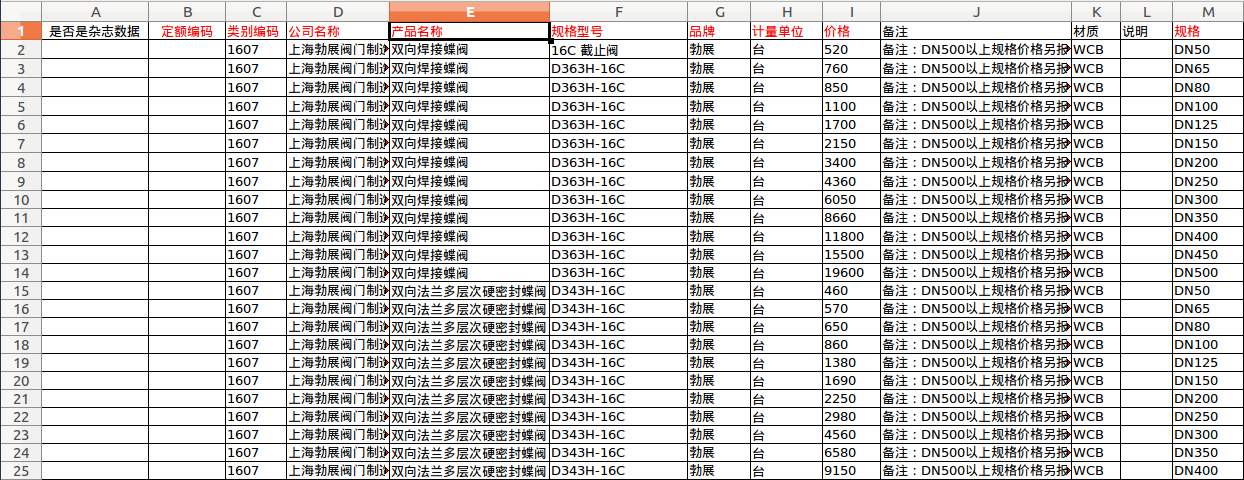 A B C D E F G H I J K L M
1 是否是杂志数据 定额编码 类别编码 公司名称 产品名称 规格型号 品牌 计量单位 价格 备注 材质 说明 规格
2 1607 上海勃展阀门制造 双向焊接蝶阀 16C 截止阀 勃展 台 520 备注：DN500以上规格价格另报 WCB DN50
3 1607 上海勃展阀门制造 双向焊接蝶阀 D363H-16C 勃展 台 760 备注：DN500以上规格价格另报 WCB DN65
4 1607 上海勃展阀门制造 双向焊接蝶阀 D363H-16C 勃展 台 850 备注：DN500以上规格价格另报 WCB DN80
5 1607 上海勃展阀门制造 双向焊接蝶阀 D363H-16C 勃展 台 1100 备注：DN500以上规格价格另报 WCB DN100
6 1607 上海勃展阀门制造 双向焊接蝶阀 D363H-16C 勃展 台 1700 备注：DN500以上规格价格另报 WCB DN125
7 1607 上海勃展阀门制造 双向焊接蝶阀 D363H-16C 勃展 台 2150 备注：DN500以上规格价格另报 WCB DN150
8 1607 上海勃展阀门制造 双向焊接蝶阀 D363H-16C 勃展 台 3400 备注：DN500以上规格价格另报 WCB DN200
9 1607 上海勃展阀门制造 双向焊接蝶阀 D363H-16C 勃展 台 4360 备注：DN500以上规格价格另报 WCB DN250
10 1607 上海勃展阀门制造 双向焊接蝶阀 D363H-16C 勃展 台 6050 备注：DN500以上规格价格另报 WCB DN300
11 1607 上海勃展阀门制造 双向焊接蝶阀 D363H-16C 勃展 台 8660 备注：DN500以上规格价格另报 WCB DN350
12 1607 上海勃展阀门制造 双向焊接蝶阀 D363H-16C 勃展 台 11800 备注：DN500以上规格价格另报 WCB DN400
13 1607 上海勃展阀门制造 双向焊接蝶阀 D363H-16C 勃展 台 15500 备注：DN500以上规格价格另报 WCB DN450
14 1607 上海勃展阀门制造 双向焊接蝶阀 D363H-16C 勃展 台 19600 备注：DN500以上规格价格另报 WCB DN500
15 1607 上海勃展阀门制造 双向法兰多层次硬密封蝶阀 D343H-16C 勃展 台 460 备注：DN500以上规格价格另报 WCB DN50
16 1607 上海勃展阀门制造 双向法兰多层次硬密封蝶阀 D343H-16C 勃展 台 570 备注：DN500以上规格价格另报 WCB DN65
17 1607 上海勃展阀门制造 双向法兰多层次硬密封蝶阀 D343H-16C 勃展 台 650 备注：DN500以上规格价格另报 WCB DN80
18 1607 上海勃展阀门制造 双向法兰多层次硬密封蝶阀 D343H-16C 勃展 台 860 备注：DN500以上规格价格另报 WCB DN100
19 1607 上海勃展阀门制造 双向法兰多层次硬密封蝶阀 D343H-16C 勃展 台 1380 备注：DN500以上规格价格另报 WCB DN125
20 1607 上海勃展阀门制造 双向法兰多层次硬密封蝶阀 D343H-16C 勃展 台 1690 备注：DN500以上规格价格另报 WCB DN150
21 1607 上海勃展阀门制造 双向法兰多层次硬密封蝶阀 D343H-16C 勃展 台 2250 备注：DN500以上规格价格另报 WCB DN200
22 1607 上海勃展阀门制造 双向法兰多层次硬密封蝶阀 D343H-16C 勃展 台 2980 备注：DN500以上规格价格另报 WCB DN250
23 1607 上海勃展阀门制造 双向法兰多层次硬密封蝶阀 D343H-16C 勃展 台 4560 备注：DN500以上规格价格另报 WCB DN300
24 1607 上海勃展阀门制造 双向法兰多层次硬密封蝶阀 D343H-16C 勃展 台 6580 备注：DN500以上规格价格另报 WCB DN350
25 1607 上海勃展阀门制造 双向法兰多层次硬密封蝶阀 D343H-16C 勃展 台 9150 备注：DN500以上规格价格另报 WCB DN400